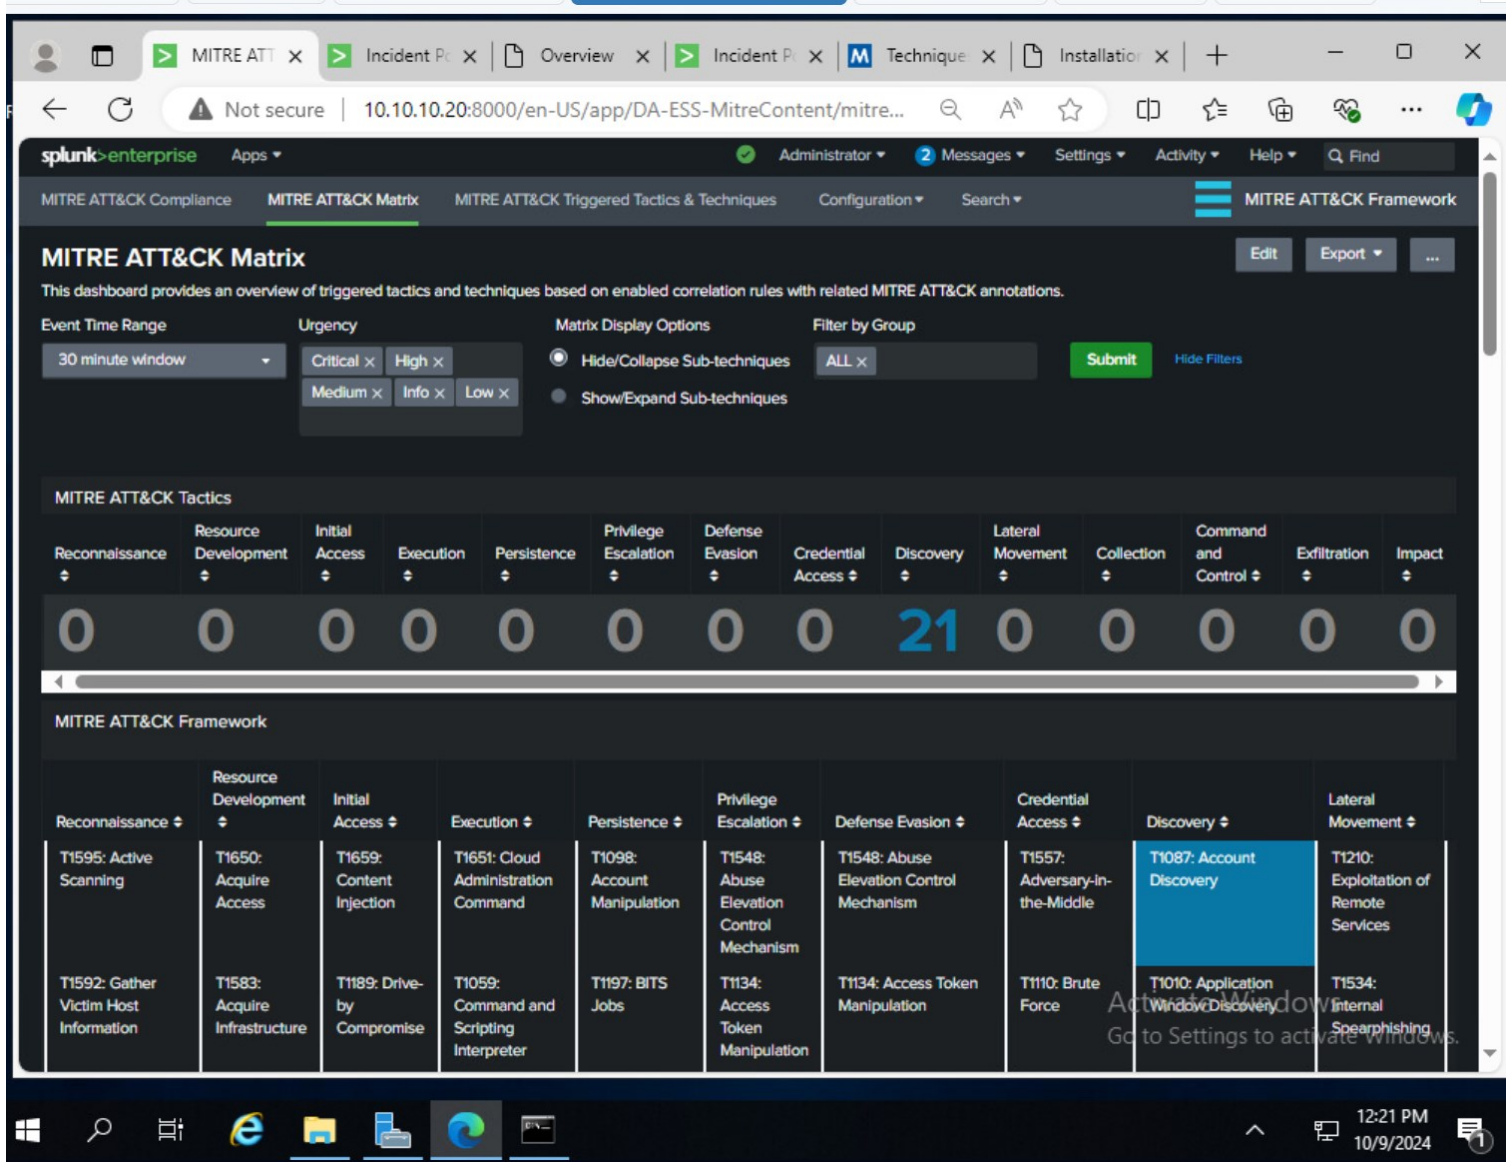 MITRE ATT
Incident Po
Overview
Incident P
Technique
Installation
Not secure
10.10.10.20:8000/en-US/app/DA-ESS-MitreContent/mitre...
splunk>enterprise
Apps
Administrator
2 Messages
Settings
Activity
Help
Find
MITRE ATT&CK Compliance
MITRE ATT&CK Matrix
MITRE ATT&CK Triggered Tactics & Techniques
Configuration
Search
MITRE ATT&CK Framework
MITRE ATT&CK Matrix
Edit
Export
...
This dashboard provides an overview of triggered tactics and techniques based on enabled correlation rules with related MITRE ATT&CK annotations.
Event Time Range
Urgency
Matrix Display Options
Filter by Group
30 minute window
Critical ×
High ×
Medium ×
Info ×
Low ×
Hide/Collapse Sub-techniques
Show/Expand Sub-techniques
ALL ×
Submit
Hide Filters
MITRE ATT&CK Tactics
Reconnaissance
Resource
Development
Initial
Access
Execution
Persistence
Privilege
Escalation
Defense
Evasion
Credential
Access
Discovery
Lateral
Movement
Collection
Command
and
Control
Exfiltration
Impact
0 0 0 0 0 0 0 0 21 0 0 0 0 0
MITRE ATT&CK Framework
Reconnaissance
Resource
Development
Initial
Access
Execution
Persistence
Privilege
Escalation
Defense Evasion
Credential
Access
Discovery
Lateral
Movement
T1595: Active
Scanning
T1650:
Acquire
Access
T1659:
Content
Injection
T1651: Cloud
Administration
Command
T1098:
Account
Manipulation
T1548:
Abuse
Elevation
Control
Mechanism
T1548: Abuse
Elevation Control
Mechanism
T1557:
Adversary-in-
the-Middle
T1087: Account
Discovery
T1210:
Exploitation of
Remote
Services
T1592: Gather
Victim Host
Information
T1583:
Acquire
Infrastructure
T1189: Drive-
by
Compromise
T1059:
Command and
Scripting
Interpreter
T1197: BITS
Jobs
T1134:
Access
Token
Manipulation
T1134: Access Token
Manipulation
T1110: Brute
Force
T1010: Application
Window Discovery
T1534:
Internal
Spearphishing
Activate Windows
Go to Settings to activate Windows.
12:21 PM
10/9/2024
1